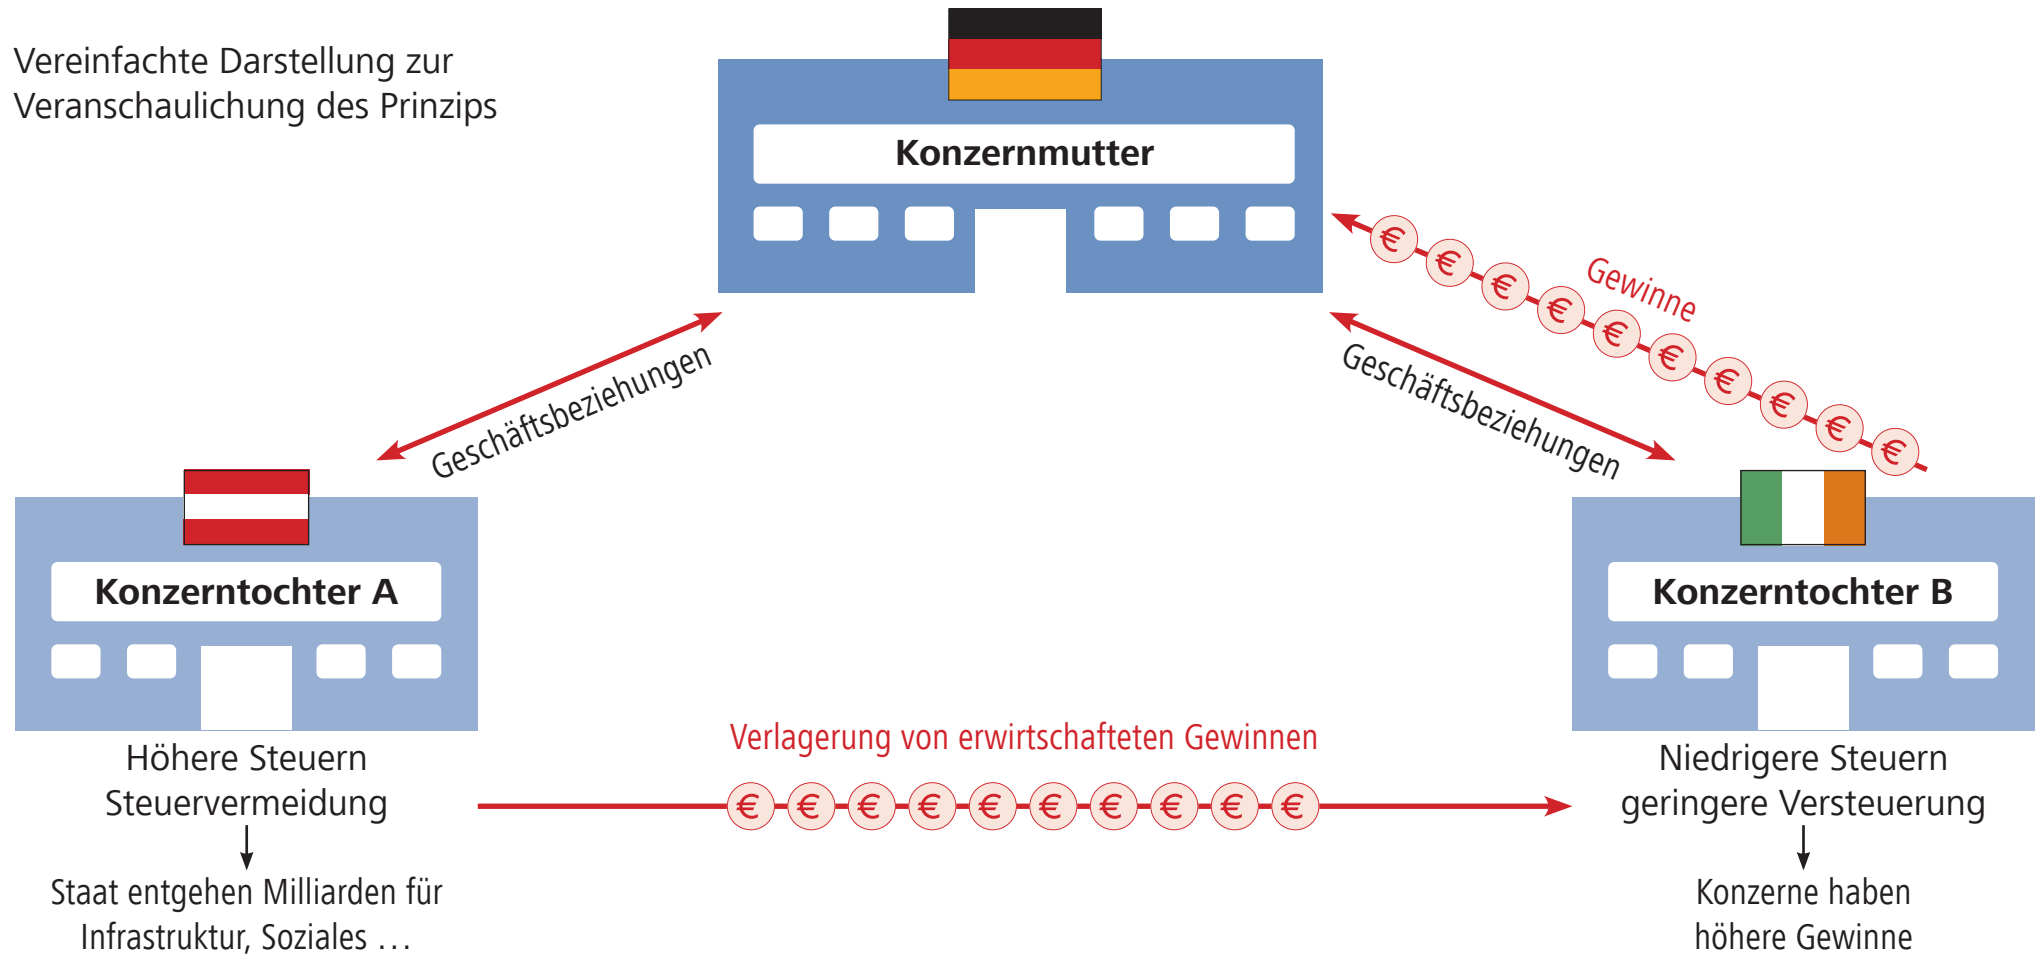 Vereinfachte Darstellung zur
Veranschaulichung des Prinzips
Konzernmutter
Gewinne
Geschäftsbeziehungen
Geschäftsbeziehungen
Konzerntochter A
Konzerntochter B
Verlagerung von erwirtschafteten Gewinnen
€ € € € € € € € € €
€ € € € € € € € € €
Höhere Steuern
Steuervermeidung
Staat entgehen Milliarden für
Infrastruktur, Soziales …
Niedrigere Steuern
geringere Versteuerung
Konzerne haben
höhere Gewinne